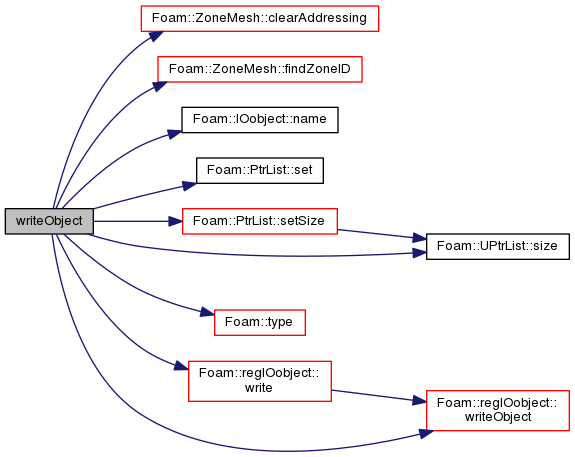 Foam::ZoneMesh::clearAddressing
Foam::ZoneMesh::findZoneID
Foam::IOobject::name
Foam::PtrList::set
writeObject
Foam::PtrList::setSize
Foam::UPtrList::size
Foam::type
Foam::regIOobject::
write
Foam::regIOobject::
writeObject